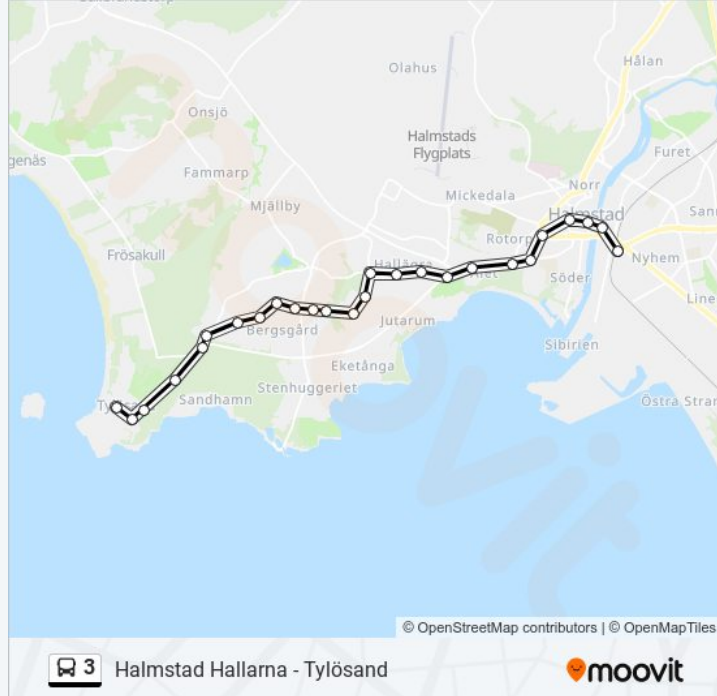 Olahus
Hålan
Onsjö
Halmstads
Flygplats
Furet
genäs
Fammarp
Norr
Mickedala
Mjällby
Halmstad
Rotorp
Frösakull
Nyhem
Hallägra
Söder
Line
Jutarum
Bergsgård
Sibirien
Eketånga
Stenhuggeriet
Sandhamn
Östra Stran
© OpenStreetMap contributors | © OpenMapTiles
3 Halmstad Hallarna - Tylösand
moovit